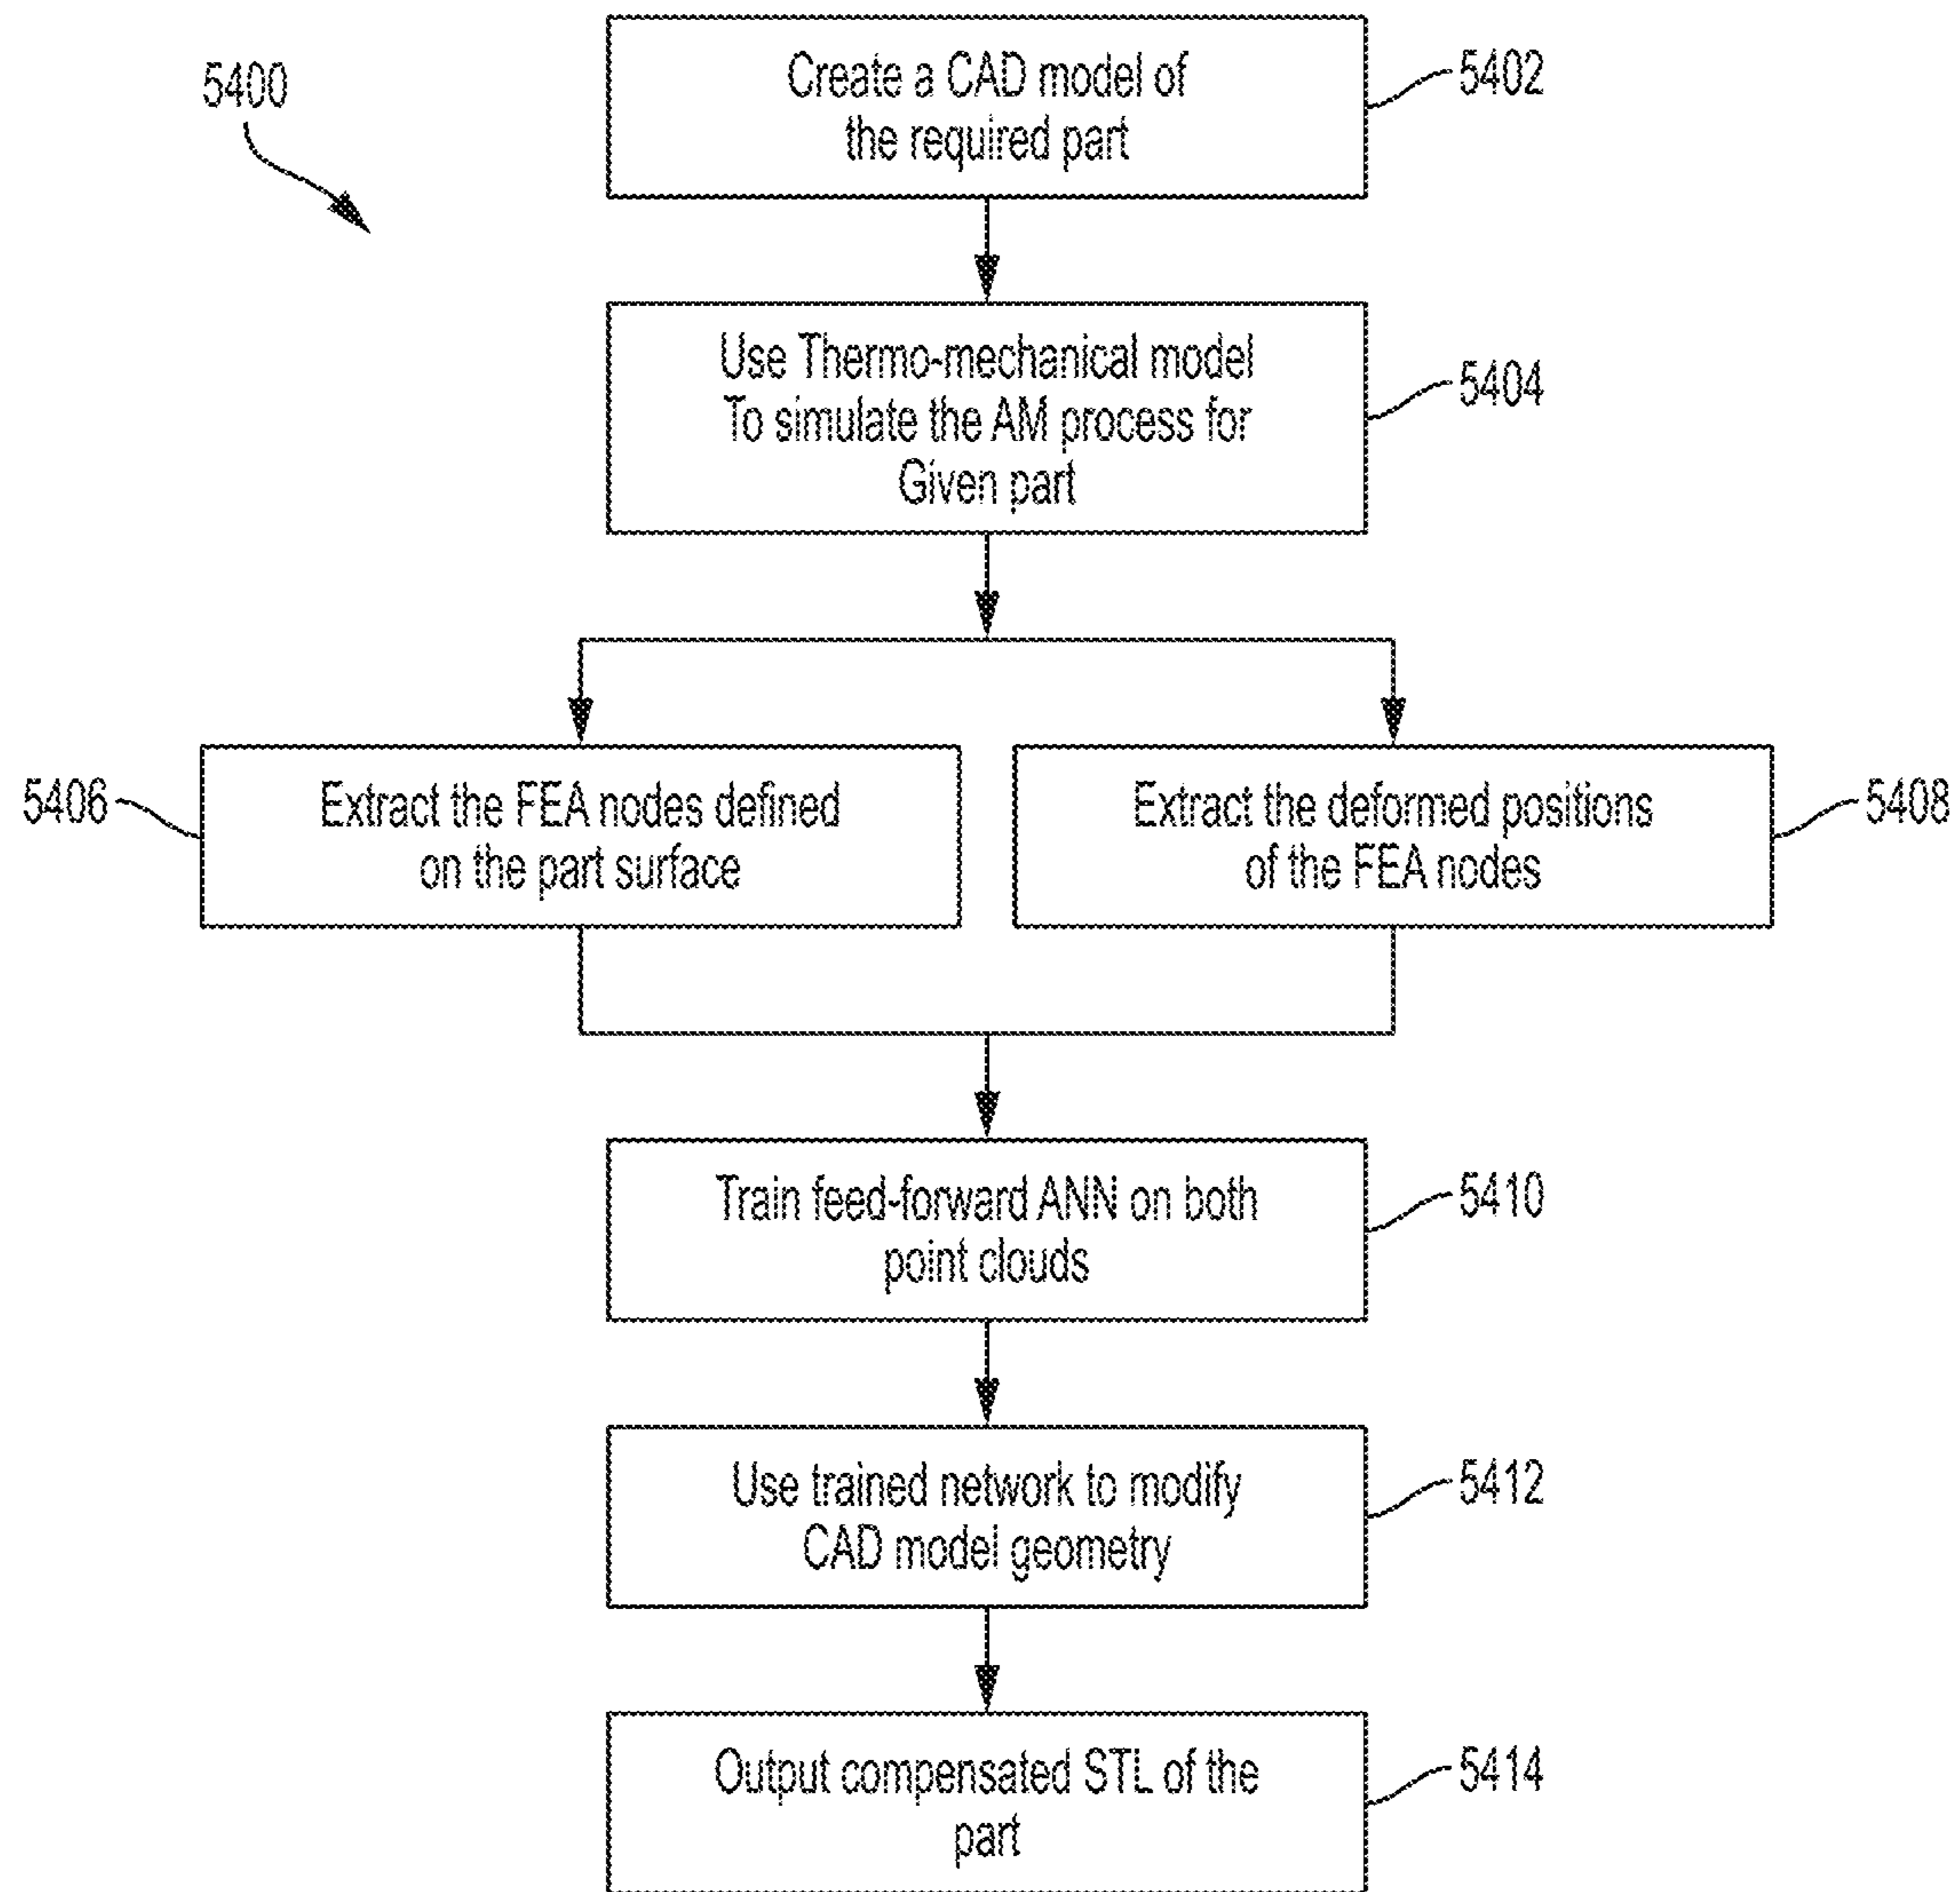 5400
Create a CAD model of
the required part
5402
Use Thermo-mechanical model
To simulate the AM process for
Given part
5404
5406
Extract the FEA nodes defined
on the part surface
Extract the deformed positions
of the FEA nodes
5408
Train feed-forward ANN on both
point clouds
5410
Use trained network to modify
CAD model geometry
5412
Output compensated STL of the
part
5414